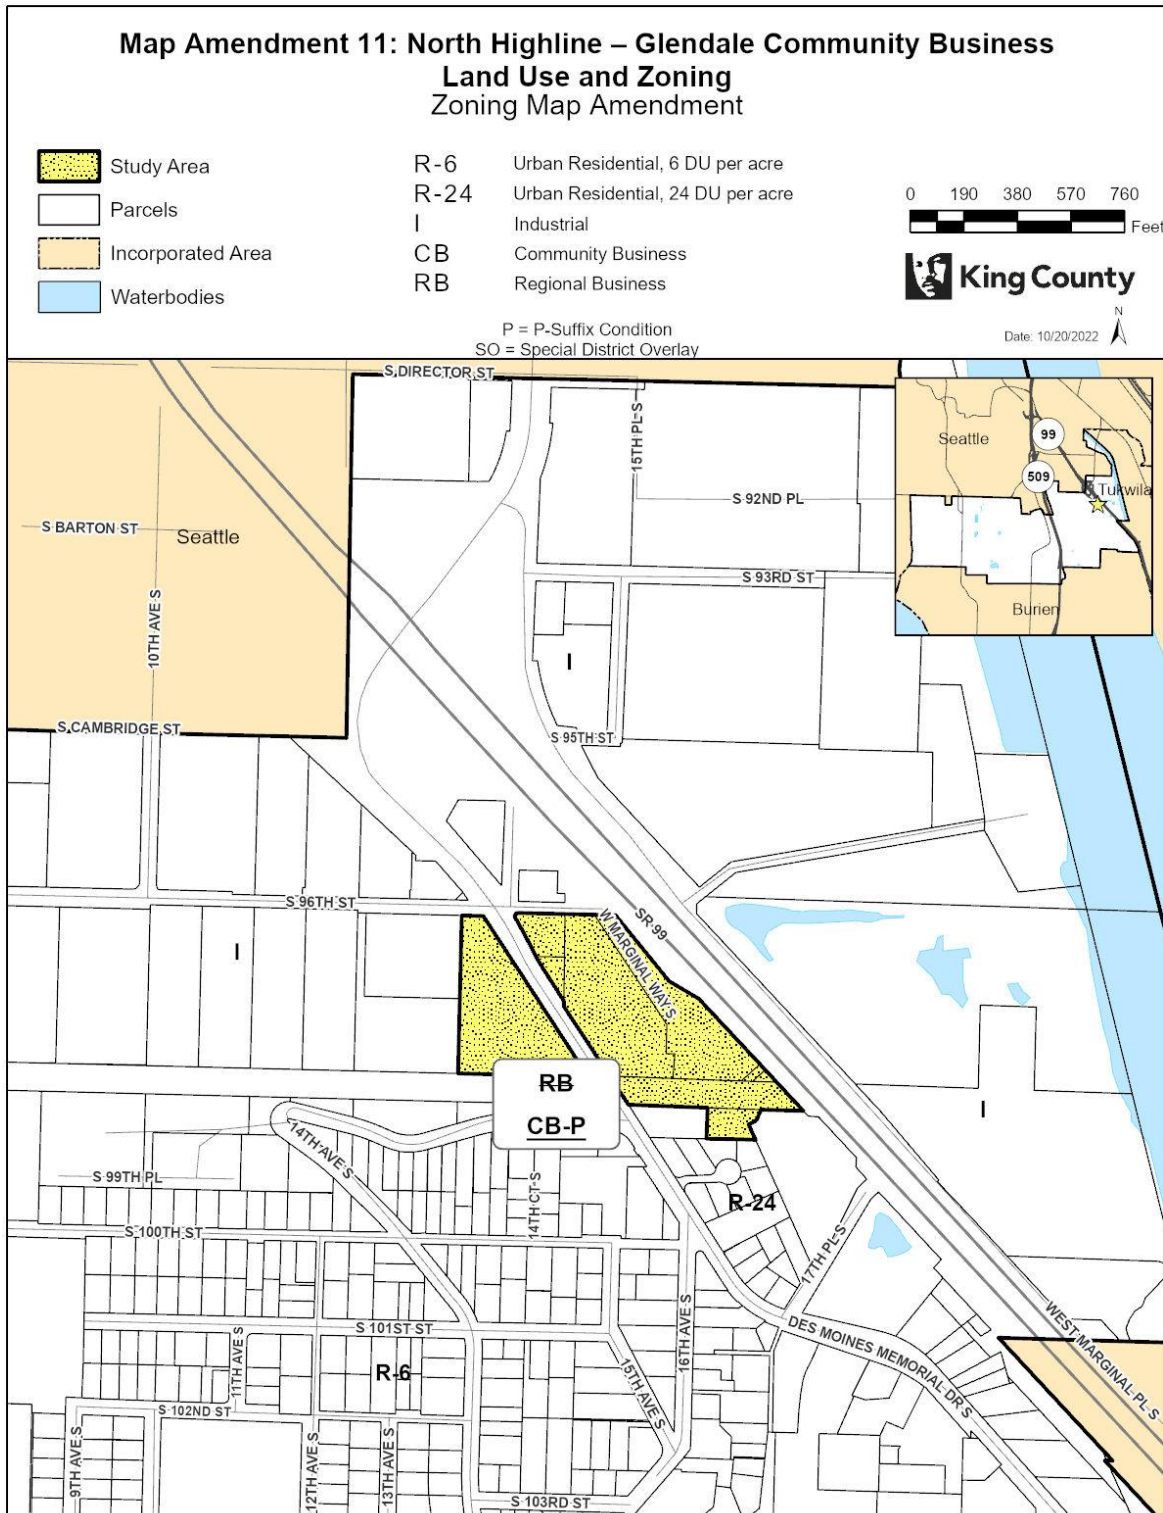 Map Amendment 11: North Highline – Glendale Community Business
Land Use and Zoning
Zoning Map Amendment
Study Area
Parcels
Incorporated Area
Waterbodies
R-6 Urban Residential, 6 DU per acre
R-24 Urban Residential, 24 DU per acre
I Industrial
CB Community Business
RB Regional Business
P = P-Suffix Condition
SO = Special District Overlay
0 190 380 570 760
Feet
King County
N
Date: 10/20/2022
S DIRECTOR ST
15TH PL S
S 92ND PL
Seattle
99
509
Tukwila
Burien
S BARTON ST
Seattle
10TH AVE S
S 93RD ST
I
S CAMBRIDGE ST
S 95TH ST
S 96TH ST
SR-99
W MARGINAL WAY S
I
RB
CB-P
I
14TH AVE S
S 99TH PL
14TH CT S
R-24
S 100TH ST
17TH PL S
S 101ST ST
16TH AVE S
DES MOINES MEMORIAL DR S
WEST MARGINAL PL S
11TH AVE S
R-6
15TH AVE S
S 102ND ST
9TH AVE S
12TH AVE S
13TH AVE S
S 103RD ST